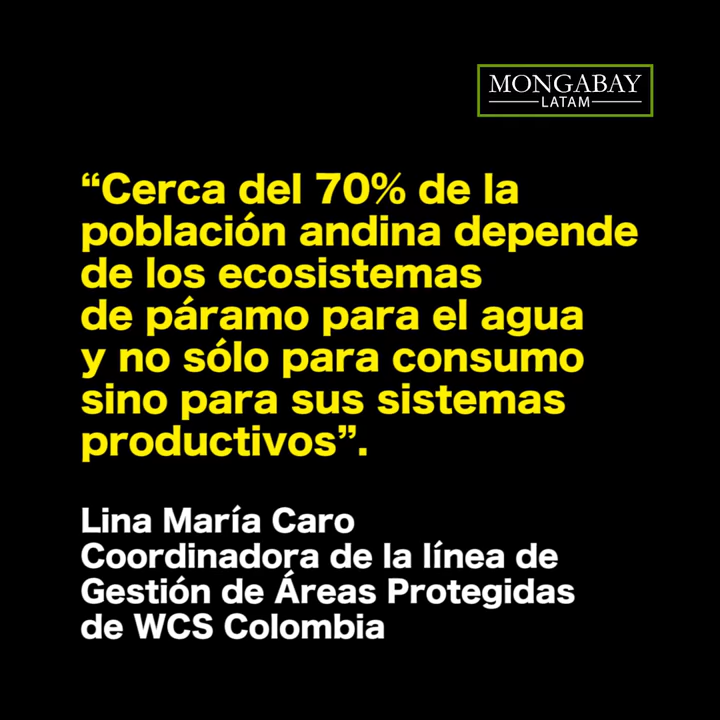 MONGABAY
LATAM
“Cerca del 70% de la
población andina depende
de los ecosistemas
de páramo para el agua
y no sólo para consumo
sino para sus sistemas
productivos”.
Lina María Caro
Coordinadora de la línea de
Gestión de Áreas Protegidas
de WCS Colombia